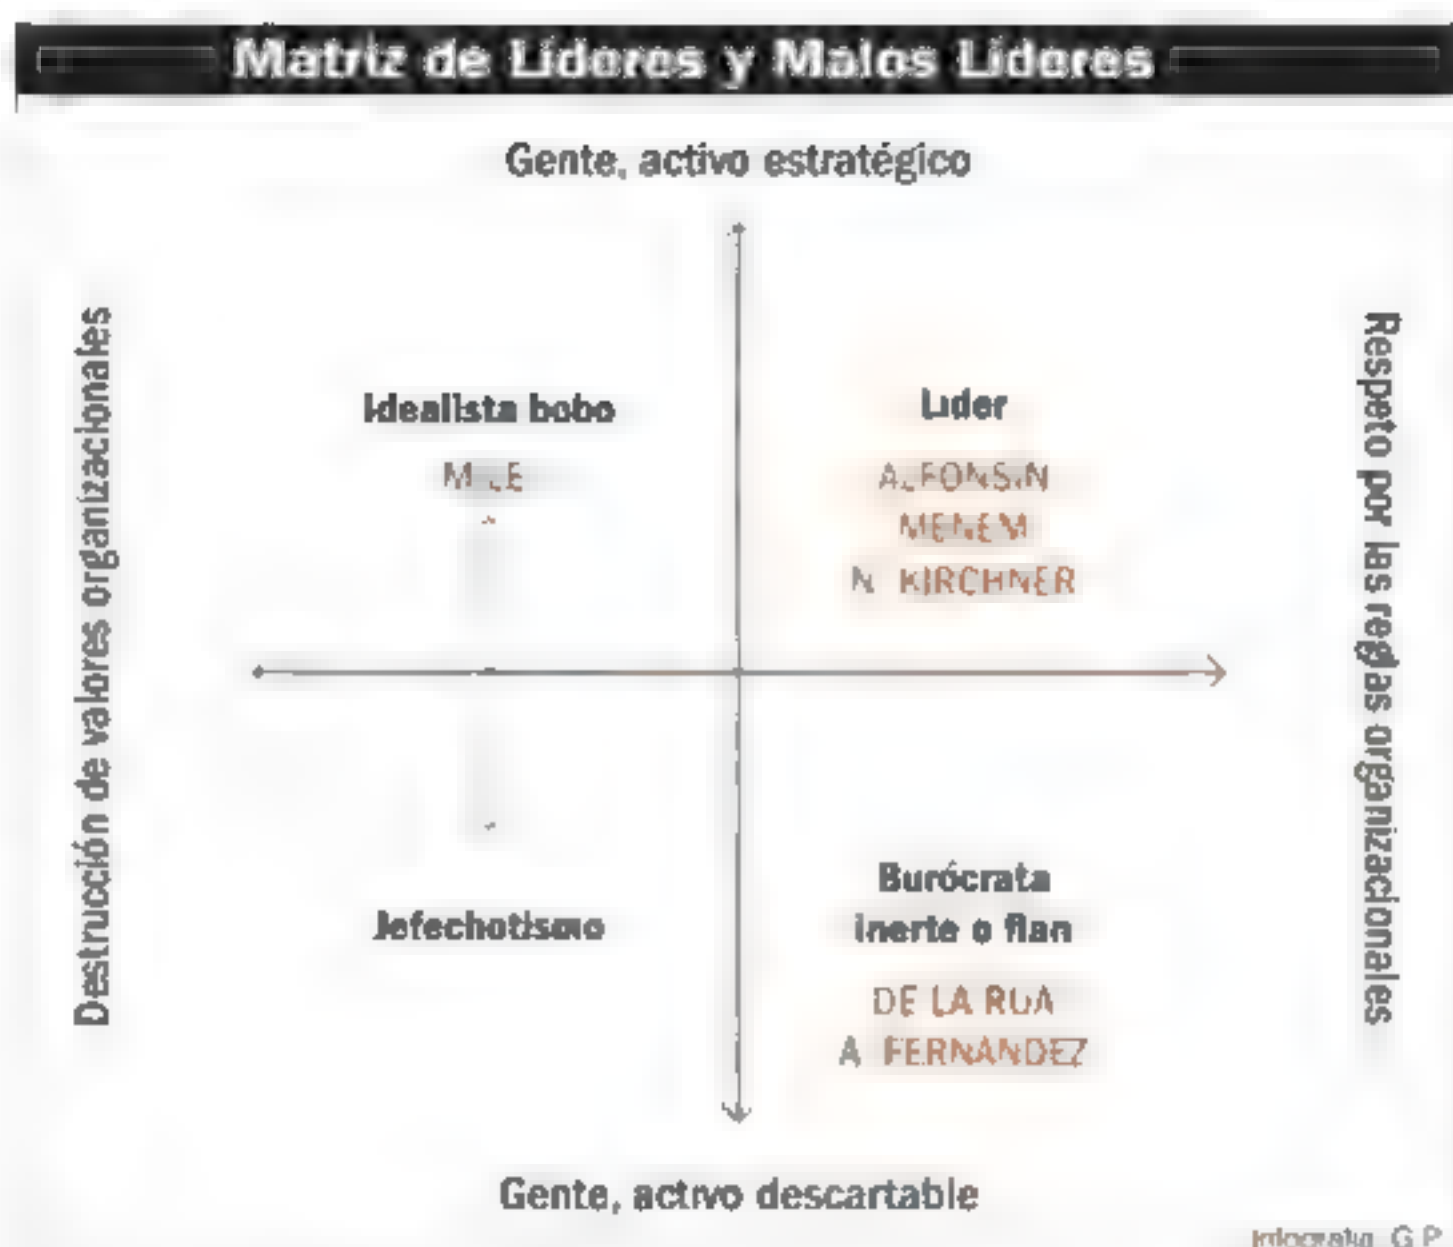 Matriz de Líderes y Malos Líderes
Gente, activo estratégico
Destrucción de valores organizacionales
Respeto por las reglas organizacionales
Idealista bobo
Líder
ALFONSIN
MENEM
N. KIRCHNER
Jefechotismo
Burócrata
inerte o flan
DE LA RUA
A. FERNANDEZ
Gente, activo descartable
G.P.